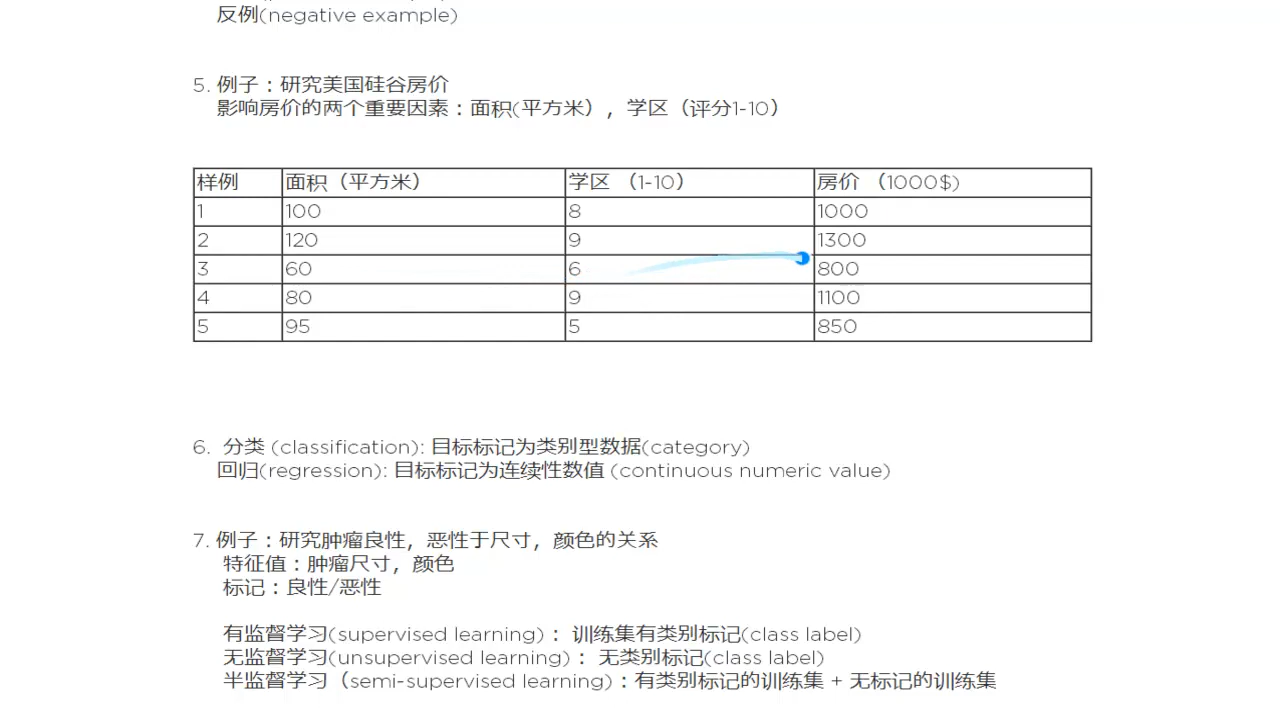 反例(negative example)
5. 例子：研究美国硅谷房价
影响房价的两个重要因素：面积(平方米），学区（评分1-10）
样例 面积（平方米） 学区 （1-10） 房价 （1000$)
1 100 8 1000
2 120 9 1300
3 60 6 800
4 80 9 1100
5 95 5 850
6. 分类 (classification): 目标标记为类别型数据(category)
回归(regression): 目标标记为连续性数值 (continuous numeric value)
7. 例子：研究肿瘤良性，恶性于尺寸，颜色的关系
特征值：肿瘤尺寸，颜色
标记：良性/恶性
有监督学习(supervised learning)： 训练集有类别标记(class label)
无监督学习(unsupervised learning)： 无类别标记(class label)
半监督学习（semi-supervised learning)：有类别标记的训练集 + 无标记的训练集